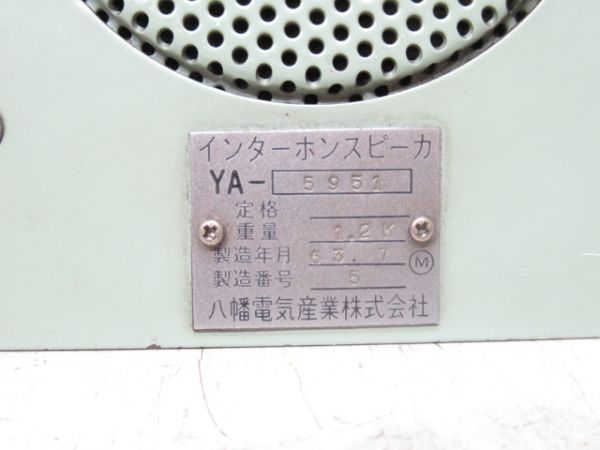 インターホンスピーカ
YA- 5951
定格
重量 1.2K
製造年月 63.7 M
製造番号 5
八幡電気産業株式会社